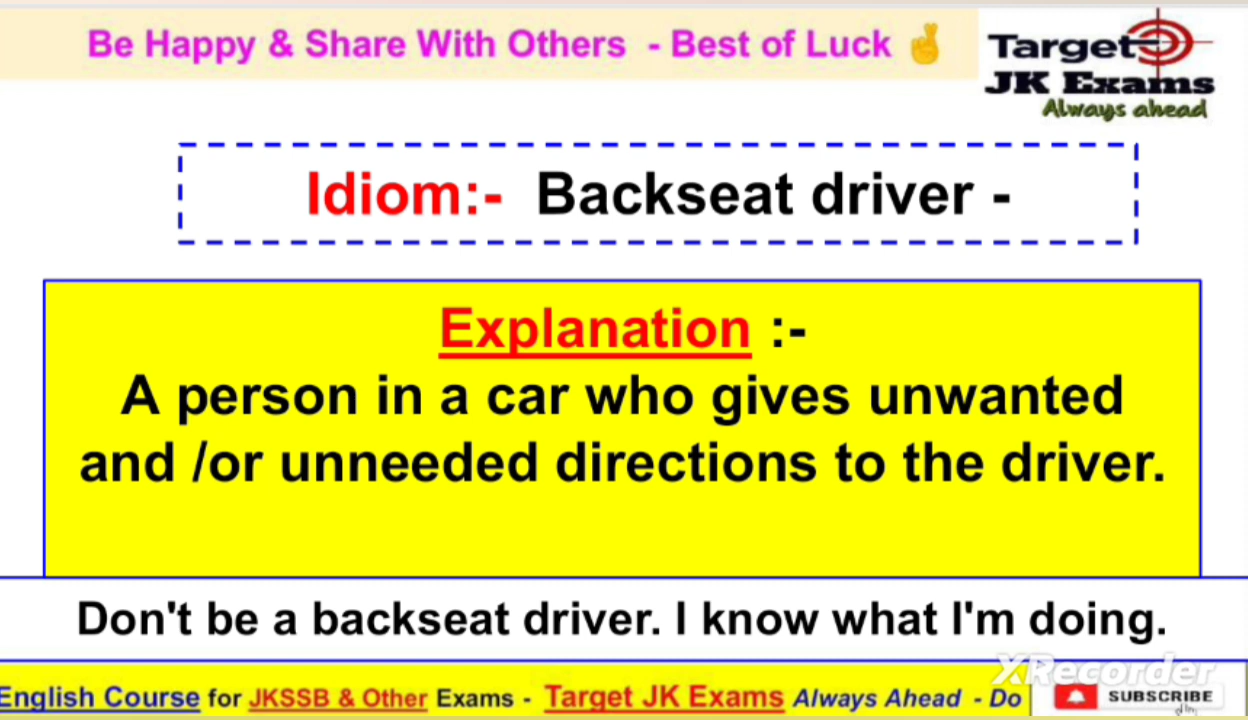 Be Happy & Share With Others - Best of Luck 🤞
Target
JK Exams
Always ahead
Idiom:- Backseat driver -
Explanation :-
A person in a car who gives unwanted
and /or unneeded directions to the driver.
Don't be a backseat driver. I know what I'm doing.
XRecorder
English Course for JKSSB & Other Exams - Target JK Exams Always Ahead - Do
SUBSCRIBE